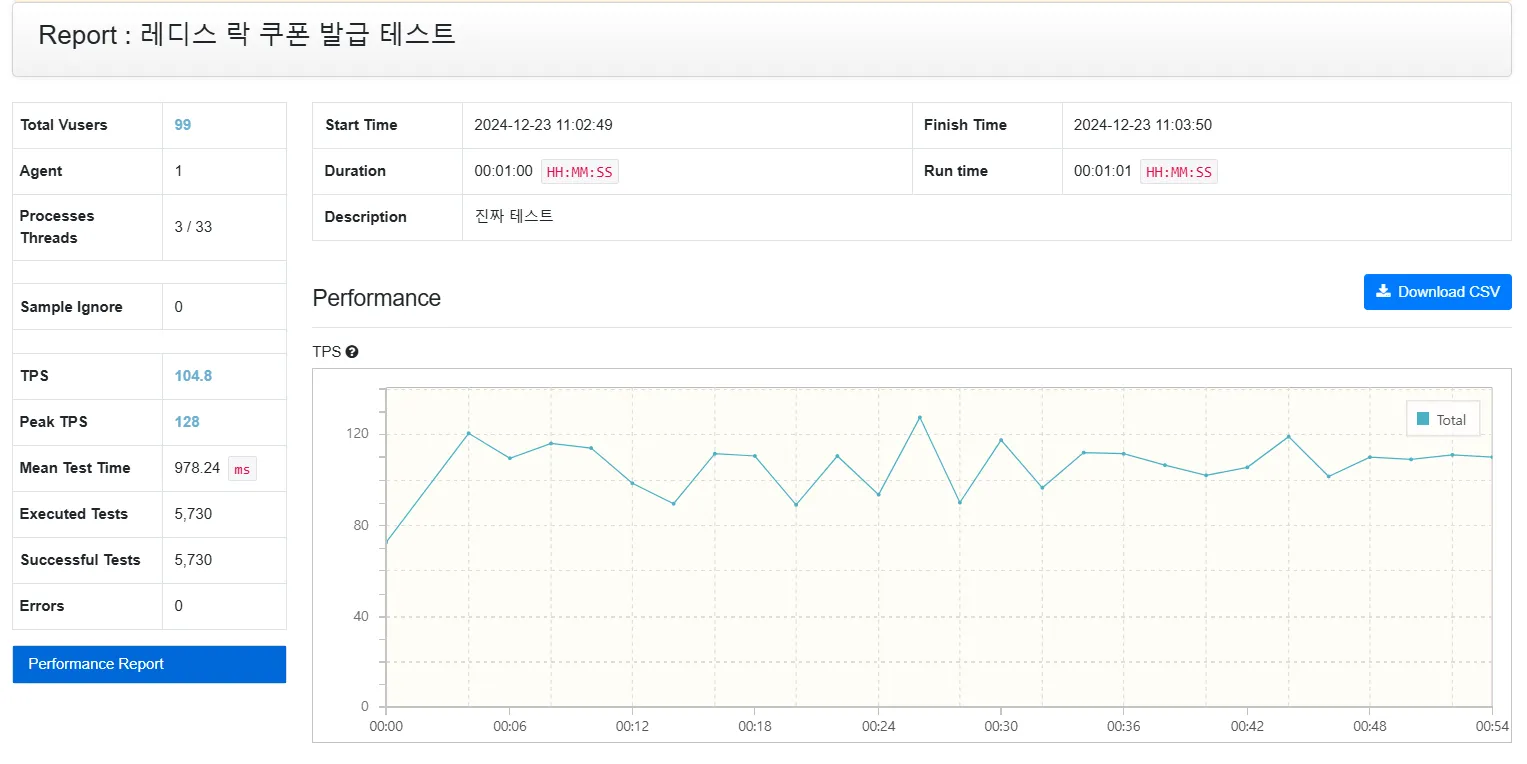 Report : 레디스 락 쿠폰 발급 테스트
Total Vusers 99
Agent 1
Processes
Threads 3 / 33
Sample Ignore 0
TPS 104.8
Peak TPS 128
Mean Test Time 978.24 ms
Executed Tests 5,730
Successful Tests 5,730
Errors 0
Performance Report
Start Time 2024-12-23 11:02:49 Finish Time 2024-12-23 11:03:50
Duration 00:01:00 HH:MM:SS Run time 00:01:01 HH:MM:SS
Description 진짜 테스트
Performance
Download CSV
TPS ?
Total
120
80
40
0
00:00 00:06 00:12 00:18 00:24 00:30 00:36 00:42 00:48 00:54